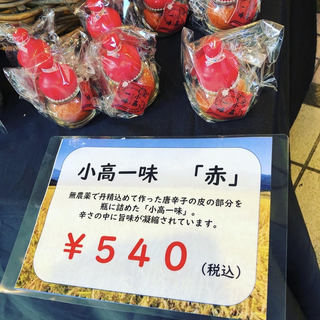 小高一味　「赤」
無農薬で丹精込めて作った唐辛子の皮の部分を
瓶に詰めた「小高一味」。
辛さの中に旨味が凝縮されています。
￥５４０（税込）